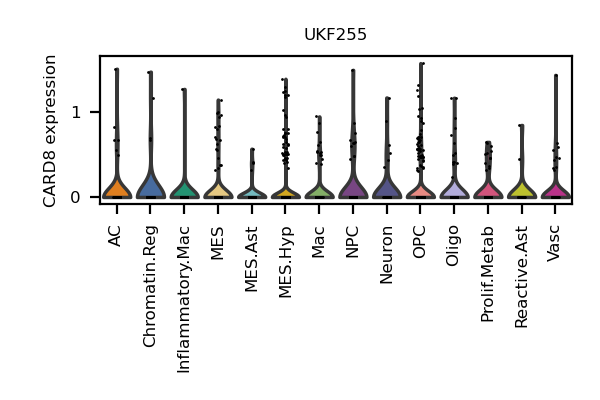 UKF255
CARD8 expression
1
0
AC
Chromatin.Reg
Inflammatory.Mac
MES
MES.Ast
MES.Hyp
Mac
NPC
Neuron
OPC
Oligo
Prolif.Metab
Reactive.Ast
Vasc